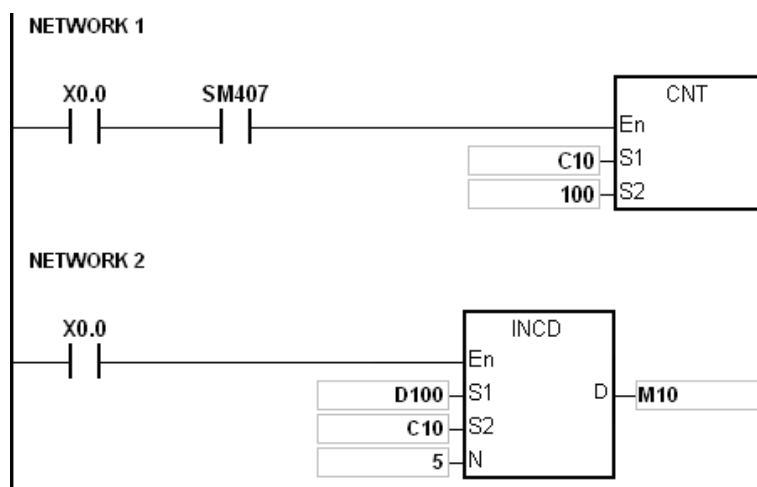 NETWORK 1
X0.0 SM407 CNT
En
C10 S1
100 S2
NETWORK 2
X0.0 INCD
En
D100 S1 D M10
C10 S2
5 N